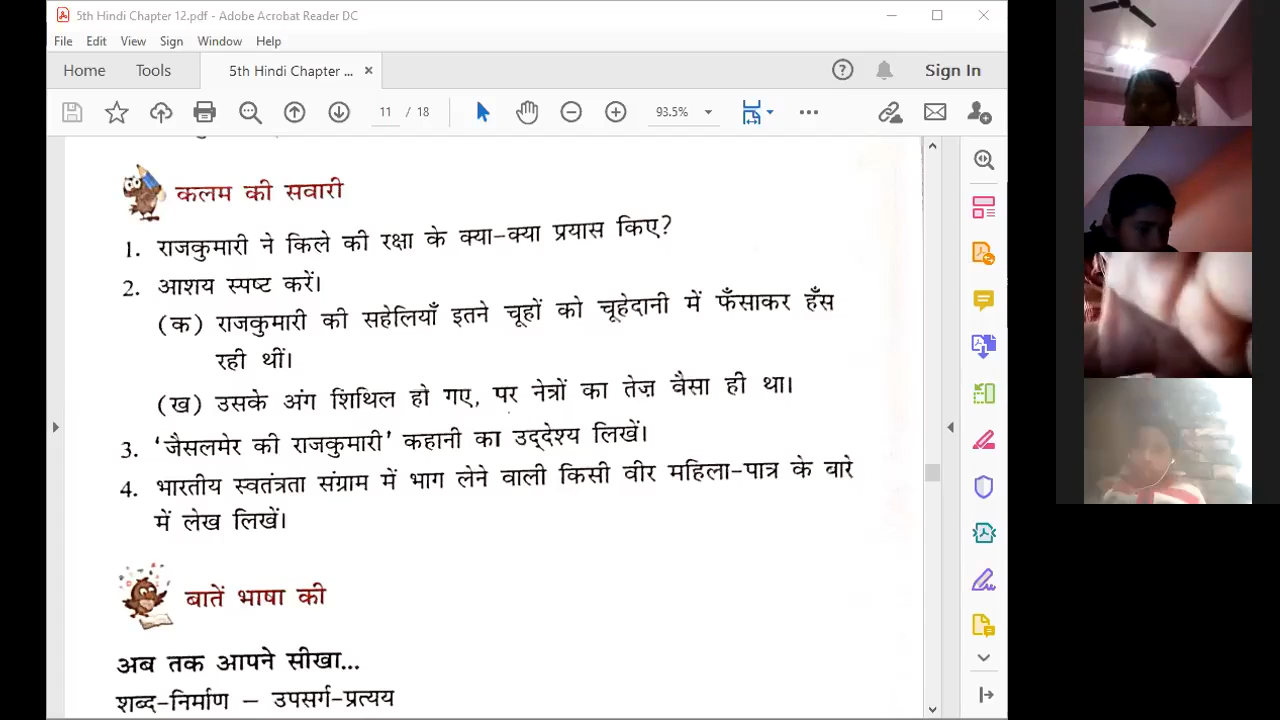 5th Hindi Chapter 12.pdf - Adobe Acrobat Reader DC
File Edit View Sign Window Help
Home Tools 5th Hindi Chapter ... × Sign In
11 / 18 93.5%
कलम की सवारी
1. राजकुमारी ने किले की रक्षा के क्या-क्या प्रयास किए?
2. आशय स्पष्ट करें।
(क) राजकुमारी की सहेलियाँ इतने चूहों को चूहेदानी में फँसाकर हँस
रही थीं।
(ख) उसके अंग शिथिल हो गए, पर नेत्रों का तेज़ वैसा ही था।
3. 'जैसलमेर की राजकुमारी' कहानी का उद्देश्य लिखें।
4. भारतीय स्वतंत्रता संग्राम में भाग लेने वाली किसी वीर महिला-पात्र के बारे
में लेख लिखें।
बातें भाषा की
अब तक आपने सीखा...
शब्द-निर्माण – उपसर्ग-प्रत्यय